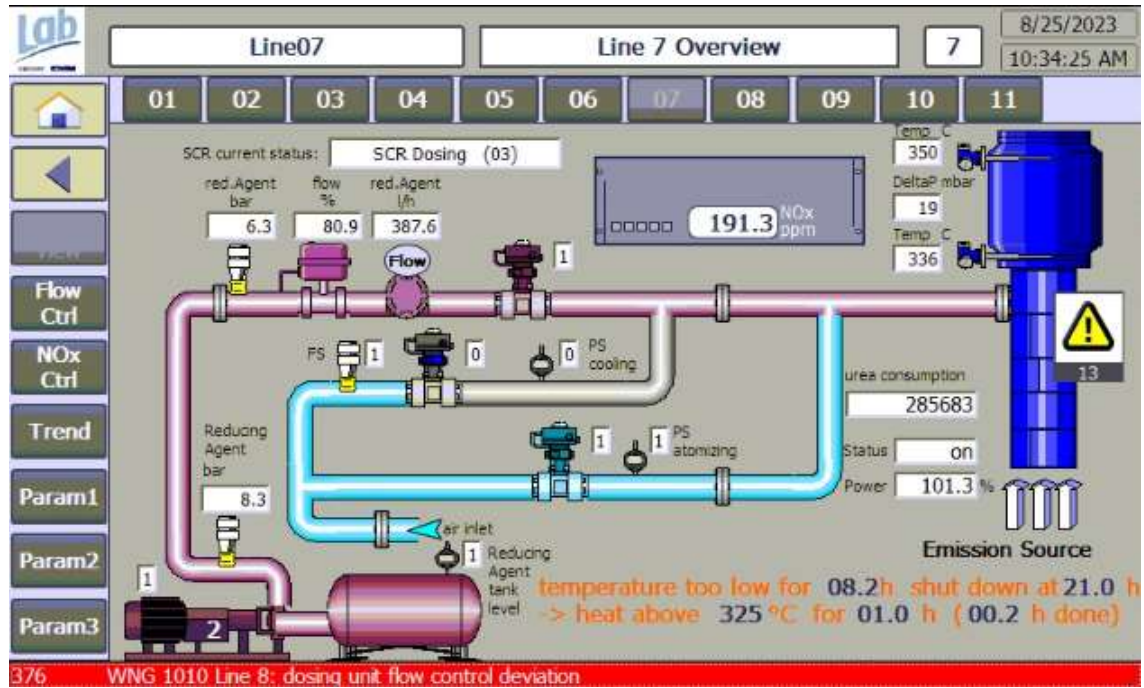 Lab
Line07
Line 7 Overview
7
8/25/2023
10:34:25 AM
01 02 03 04 05 06 07 08 09 10 11
SCR current status: SCR Dosing (03)
red.Agent bar
6.3
flow %
80.9
red.Agent l/h
387.6
Flow
1
191.3 NOx ppm
Temp_C
350
DeltaP mbar
19
Temp_C
336
13
Flow Ctrl
NOx Ctrl
Trend
Param1
Param2
Param3
FS 1
0
0 PS cooling
urea consumption
285683
Reducing
Agent
bar
8.3
1
1 PS atomizing
Status on
Power 101.3 %
air inlet
Emission Source
1 Reducing
Agent
tank
level
1
2
temperature too low for 08.2h shut down at 21.0 h
-> heat above 325 °C for 01.0 h ( 00.2 h done)
376 WNG 1010 Line 8: dosing unit flow control deviation